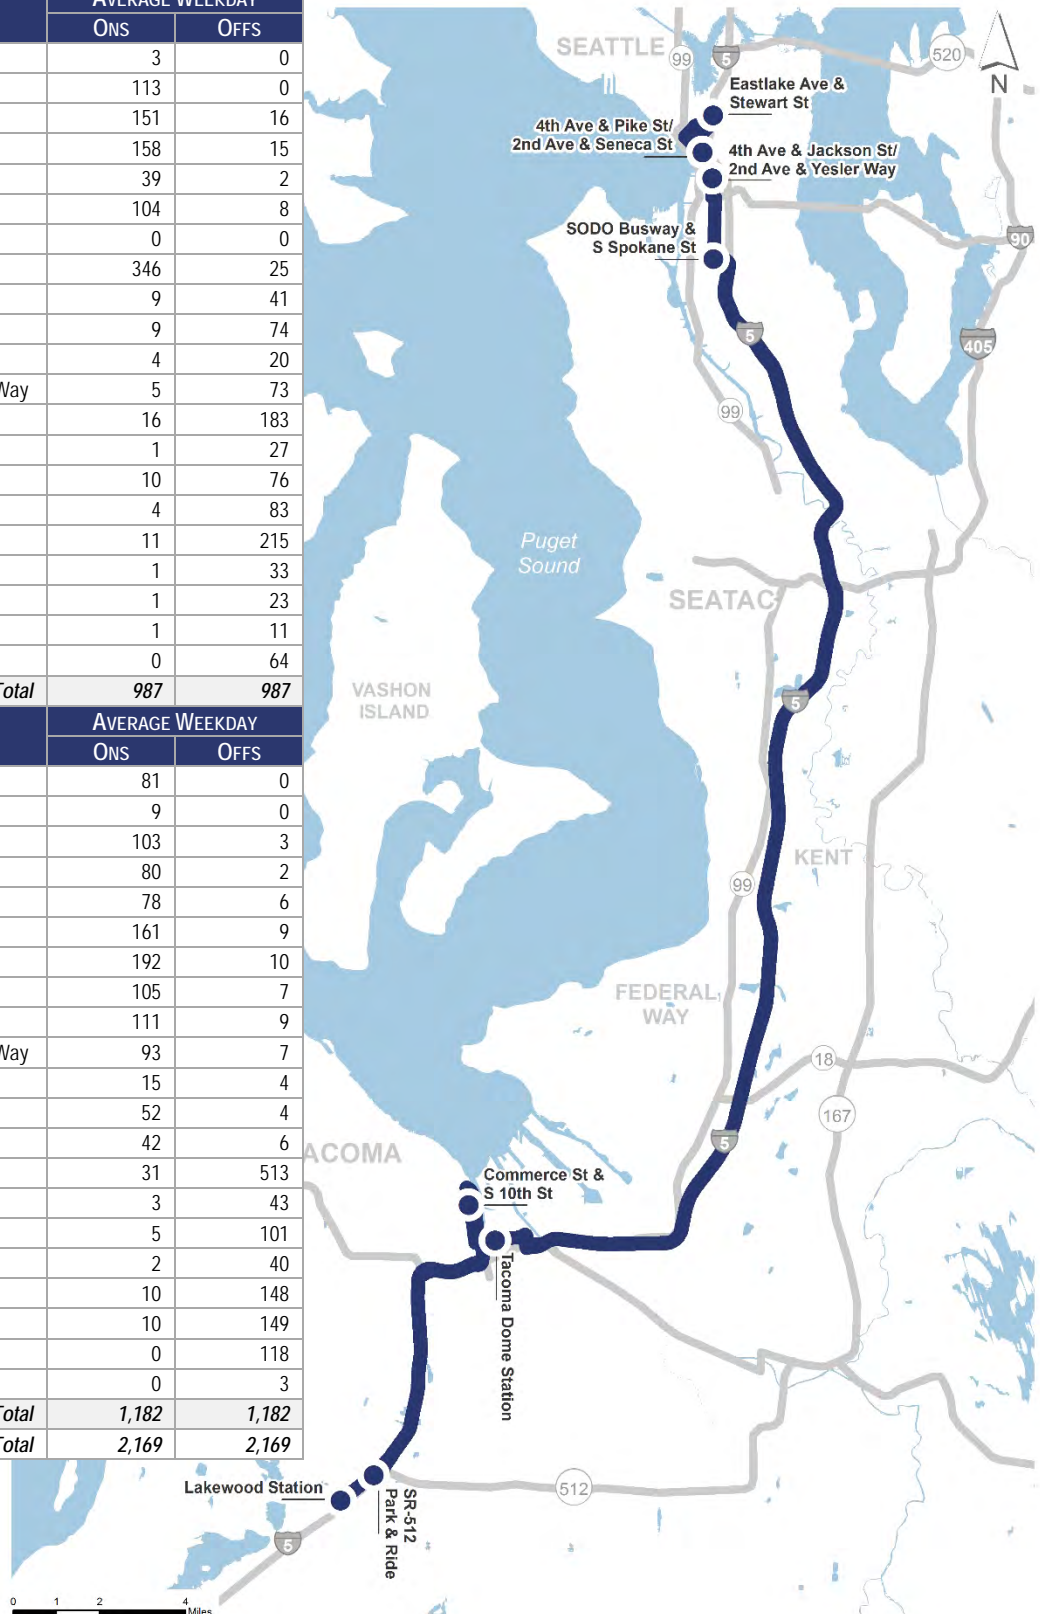 AVERAGE WEEKDAY
ONS OFFS
3 0
113 0
151 16
158 15
39 2
104 8
0 0
346 25
9 41
9 74
4 20
Way 5 73
16 183
1 27
10 76
4 83
11 215
1 33
1 23
1 11
0 64
Total 987 987
AVERAGE WEEKDAY
ONS OFFS
81 0
9 0
103 3
80 2
78 6
161 9
192 10
105 7
111 9
Way 93 7
15 4
52 4
42 6
31 513
3 43
5 101
2 40
10 148
10 149
0 118
0 3
Total 1,182 1,182
Total 2,169 2,169
SEATTLE
99
5
520
N
Eastlake Ave &
Stewart St
4th Ave & Pike St/
2nd Ave & Seneca St
4th Ave & Jackson St/
2nd Ave & Yesler Way
SODO Busway &
S Spokane St
90
5
405
99
Puget
Sound
SEATAC
VASHON
ISLAND
5
KENT
99
FEDERAL
WAY
18
167
5
ACOMA
Commerce St &
S 10th St
Tacoma Dome Station
Lakewood Station
SR-512
Park & Ride
512
5
0 1 2 4
Miles